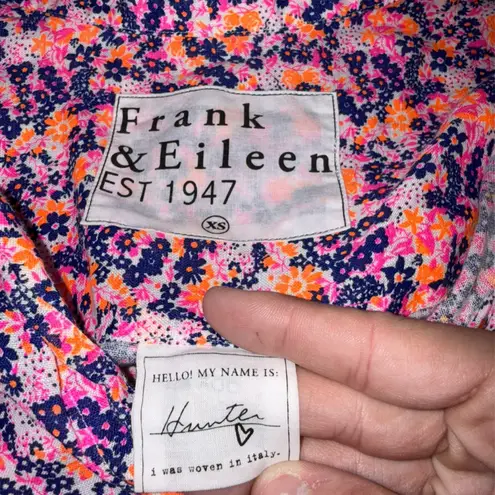 Frank
& Eileen
EST 1947
XS
HELLO! MY NAME IS:
Hunter
i was woven in italy.